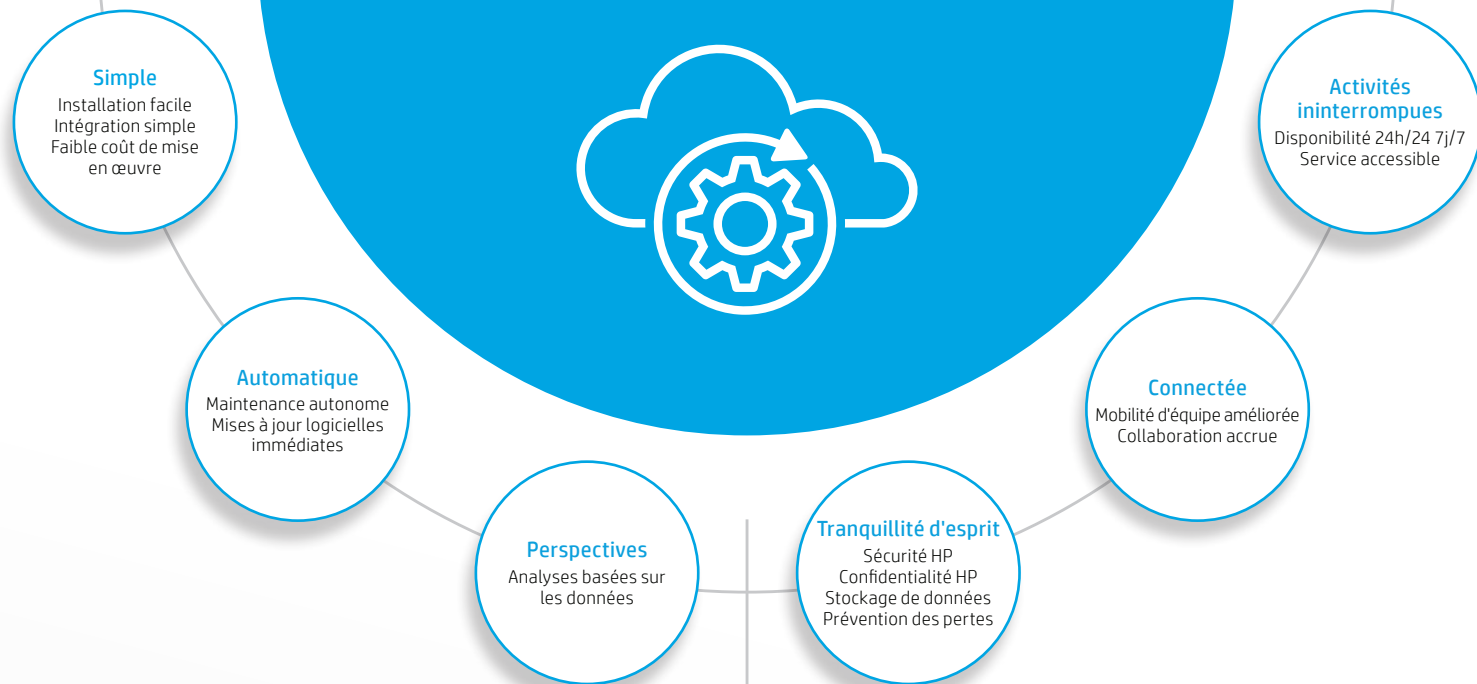 Simple
Installation facile
Intégration simple
Faible coût de mise
en œuvre
Automatique
Maintenance autonome
Mises à jour logicielles
immédiates
Perspectives
Analyses basées sur
les données
Tranquillité d'esprit
Sécurité HP
Confidentialité HP
Stockage de données
Prévention des pertes
Connectée
Mobilité d'équipe améliorée
Collaboration accrue
Activités
ininterrompues
Disponibilité 24h/24 7j/7
Service accessible